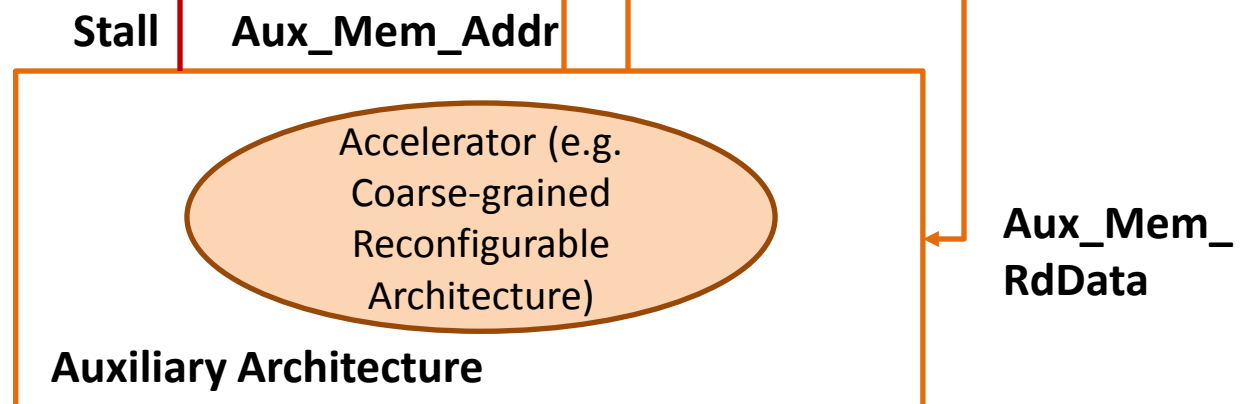 Stall Aux_Mem_Addr
Accelerator (e.g.
Coarse-grained
Reconfigurable
Architecture)
Aux_Mem_
RdData
Auxiliary Architecture